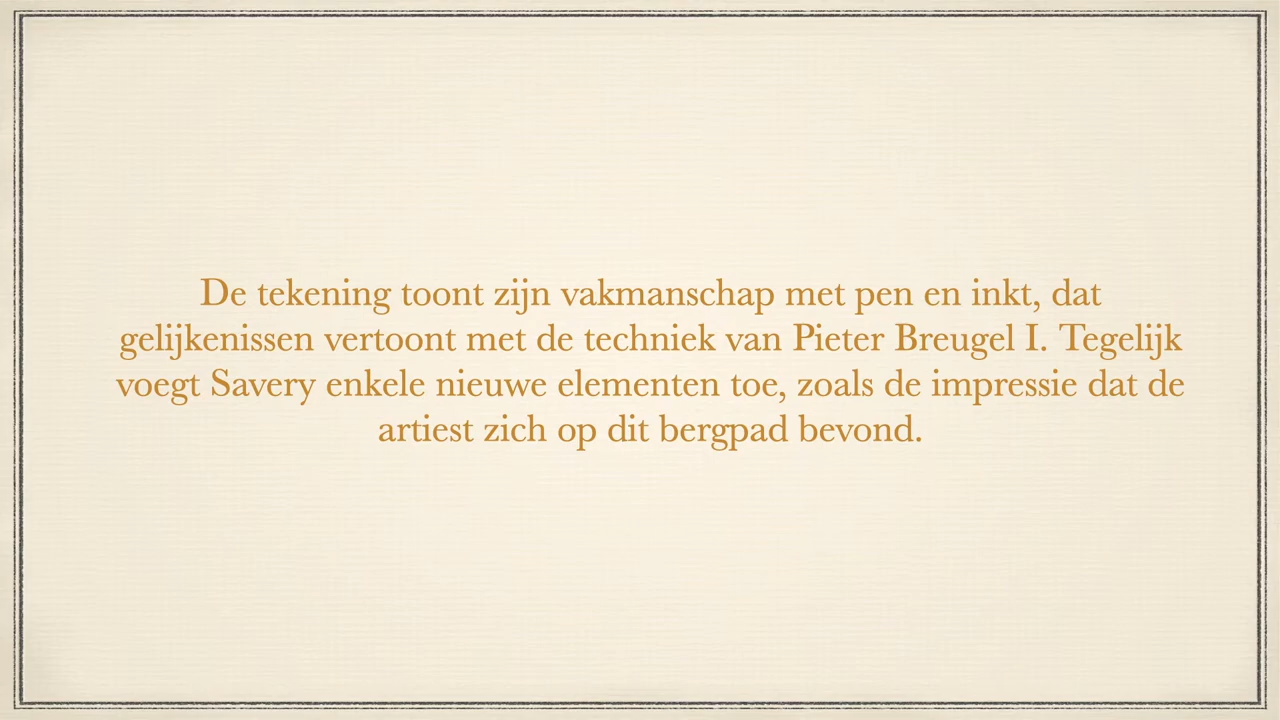 De tekening toont zijn vakmanschap met pen en inkt, dat
gelijkenissen vertoont met de techniek van Pieter Breugel I. Tegelijk
voegt Savery enkele nieuwe elementen toe, zoals de impressie dat de
artiest zich op dit bergpad bevond.